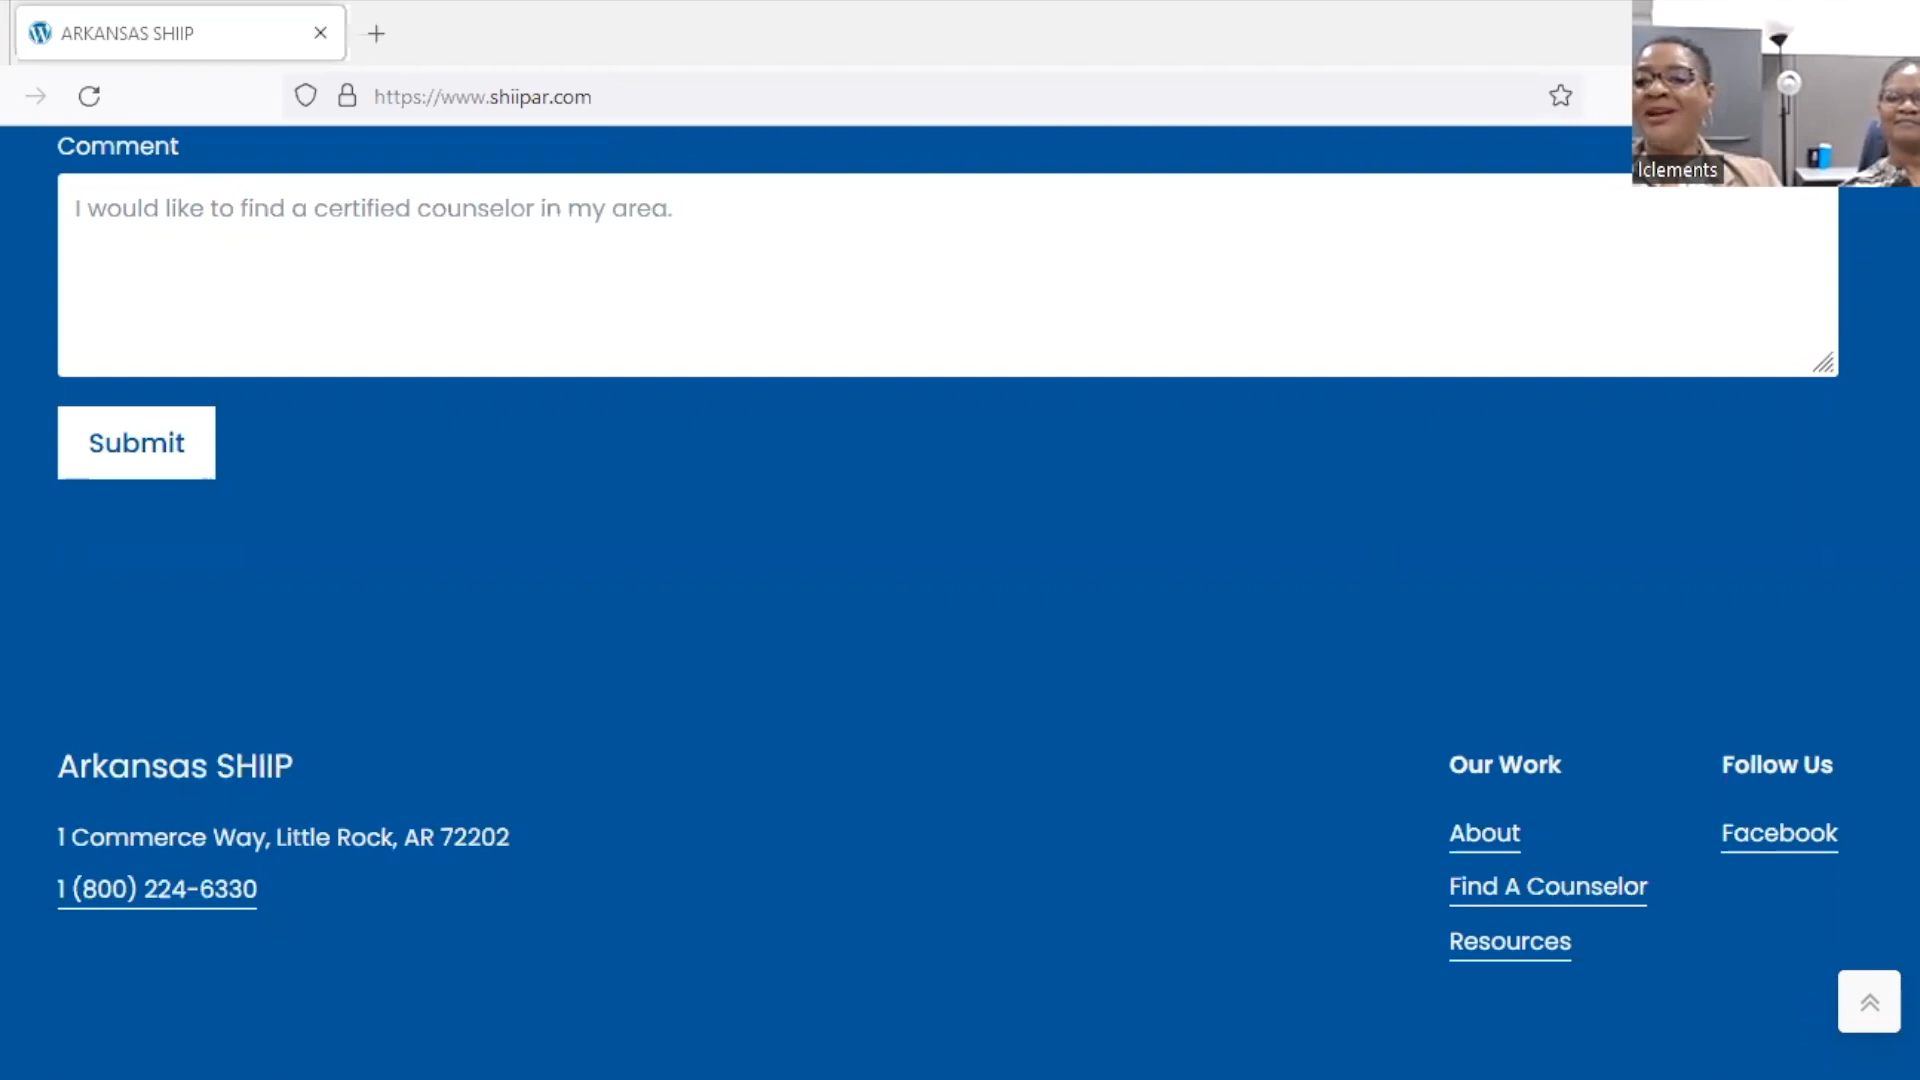 ARKANSAS SHIIP
https://www.shiipar.com
lclements
Comment
I would like to find a certified counselor in my area.
Submit
Arkansas SHIIP
1 Commerce Way, Little Rock, AR 72202
1 (800) 224-6330
Our Work
About
Find A Counselor
Resources
Follow Us
Facebook